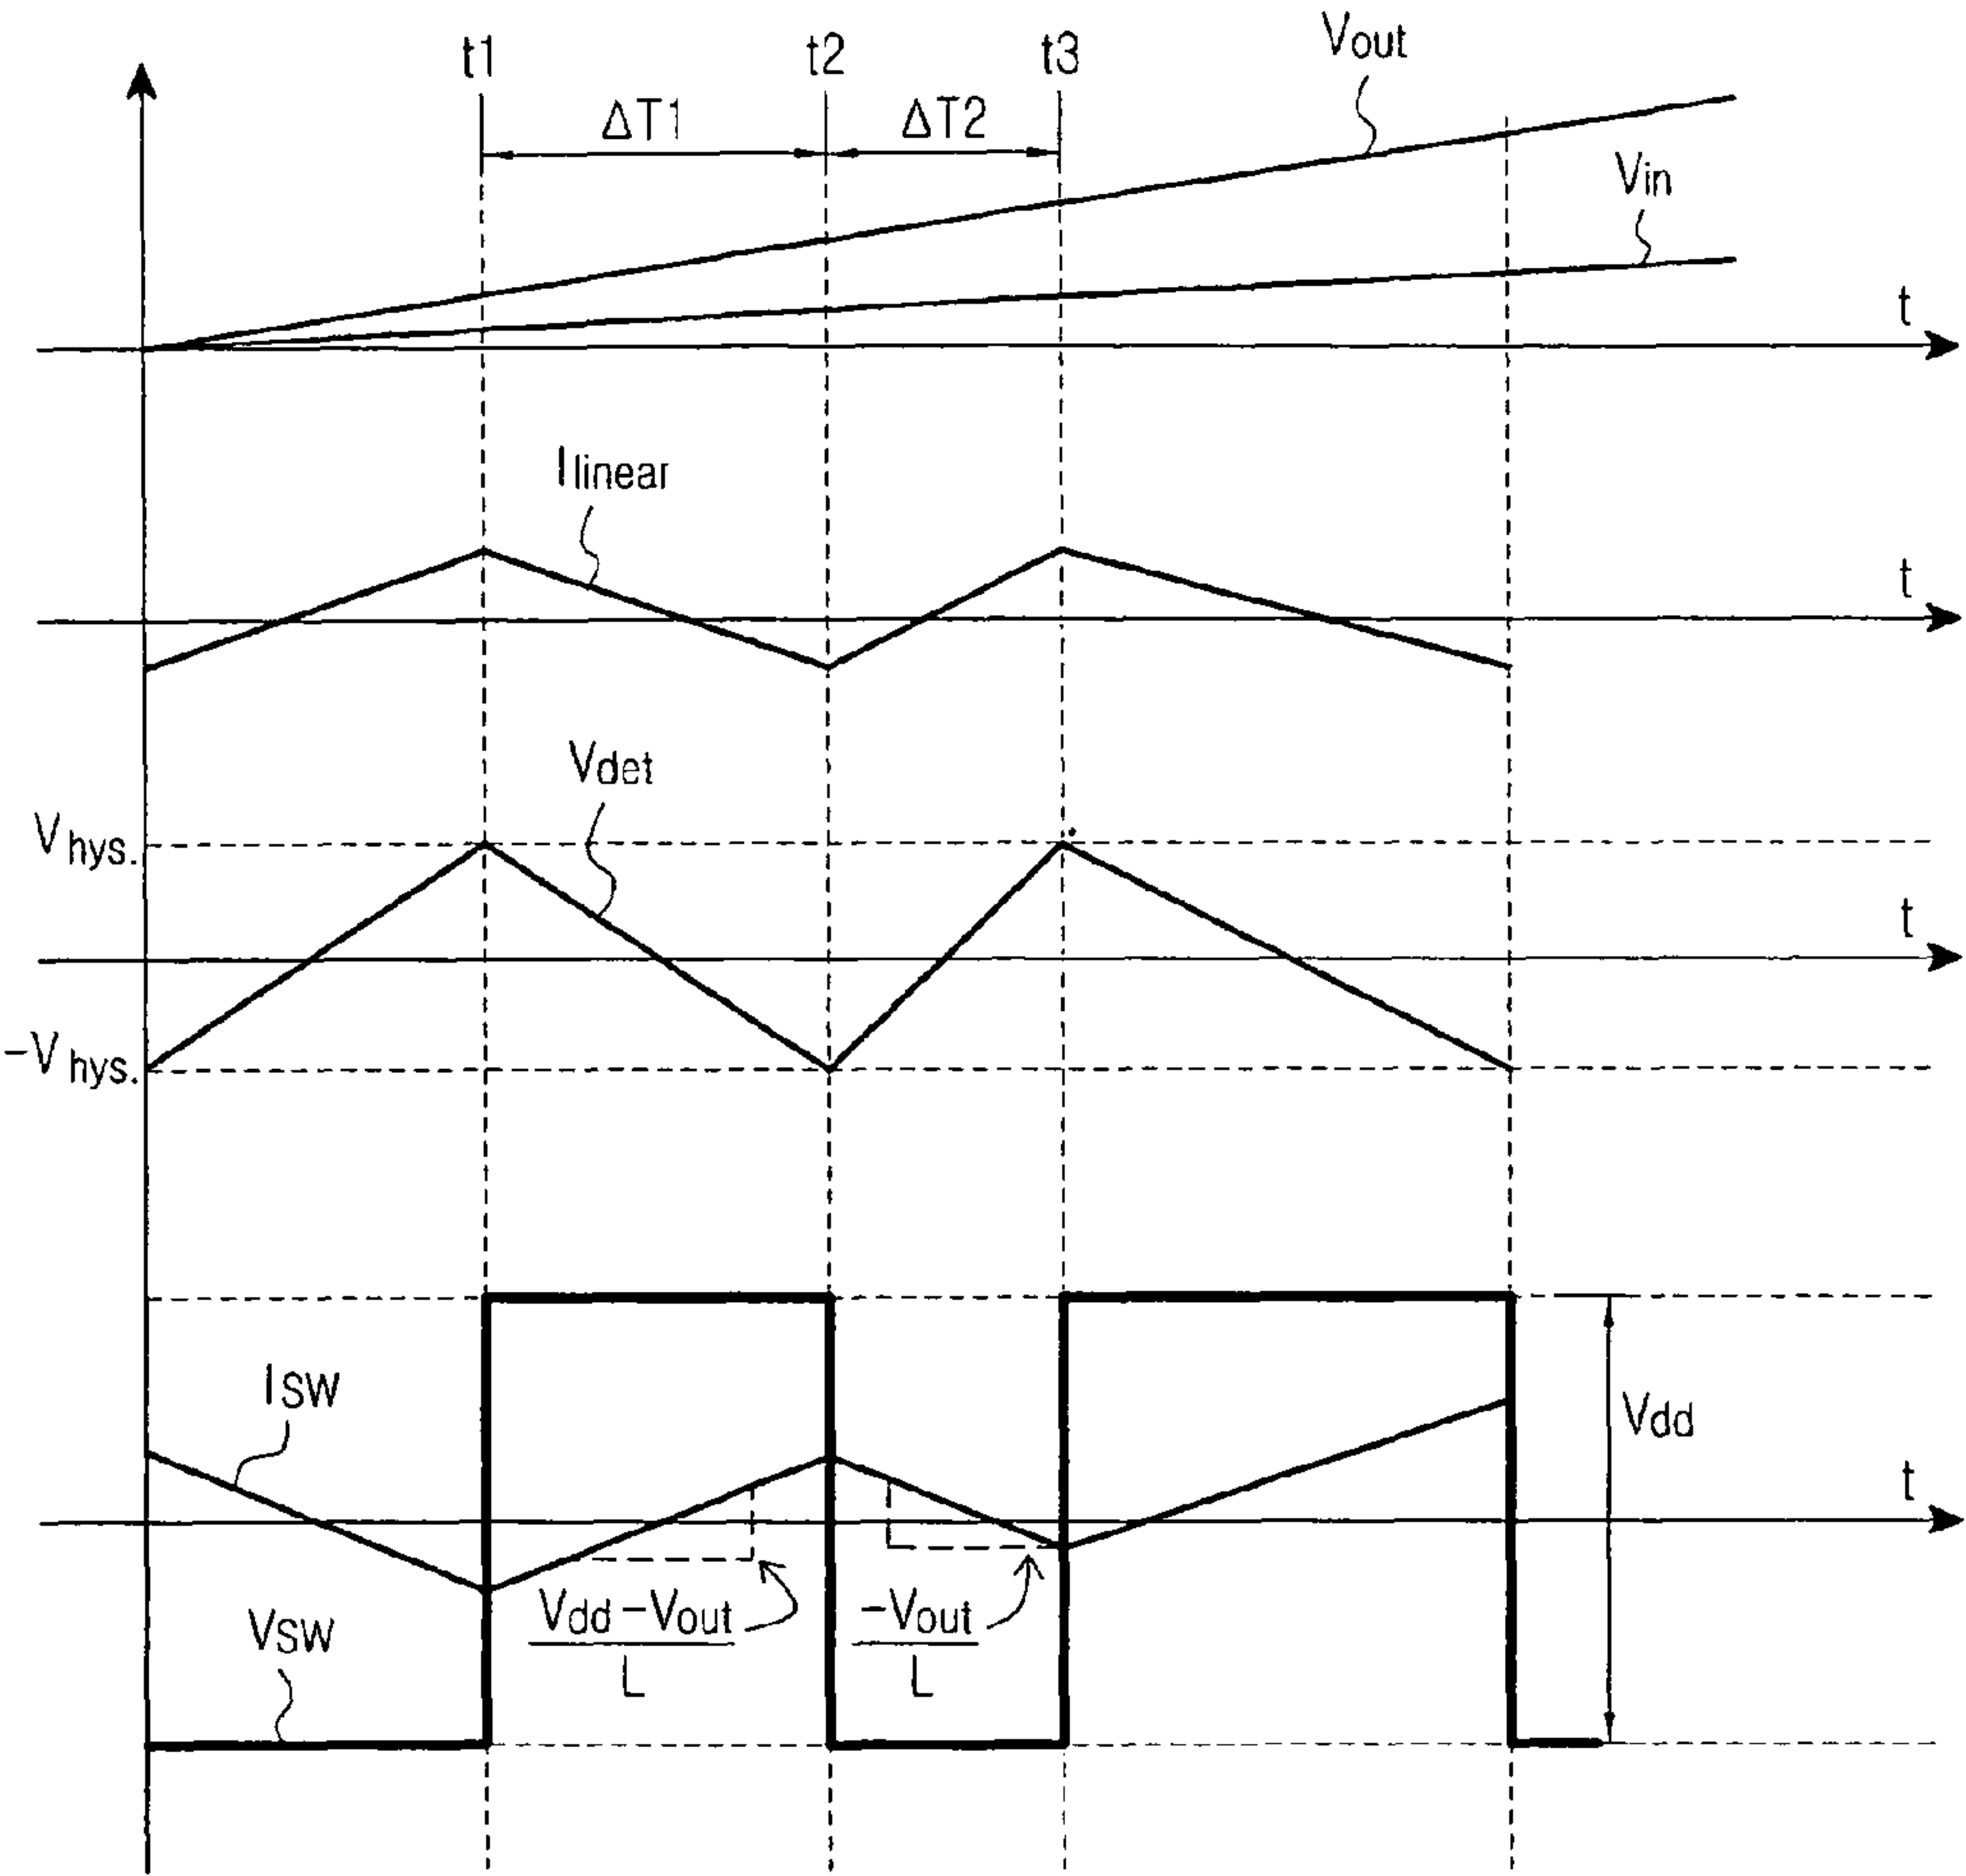 t1 t2 t3 Vout
ΔT1 ΔT2
Vin
t
Ilinear
t
Vdet
Vhys.
t
-Vhys.
ISW
Vdd
t
Vdd-Vout
L
-Vout
L
VSW